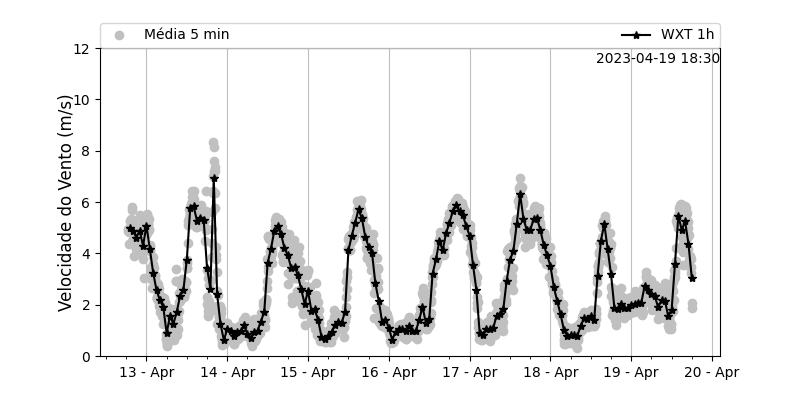 Média 5 min
WXT 1h
2023-04-19 18:30
Velocidade do Vento (m/s)
12
10
8
6
4
2
0
13 - Apr
14 - Apr
15 - Apr
16 - Apr
17 - Apr
18 - Apr
19 - Apr
20 - Apr